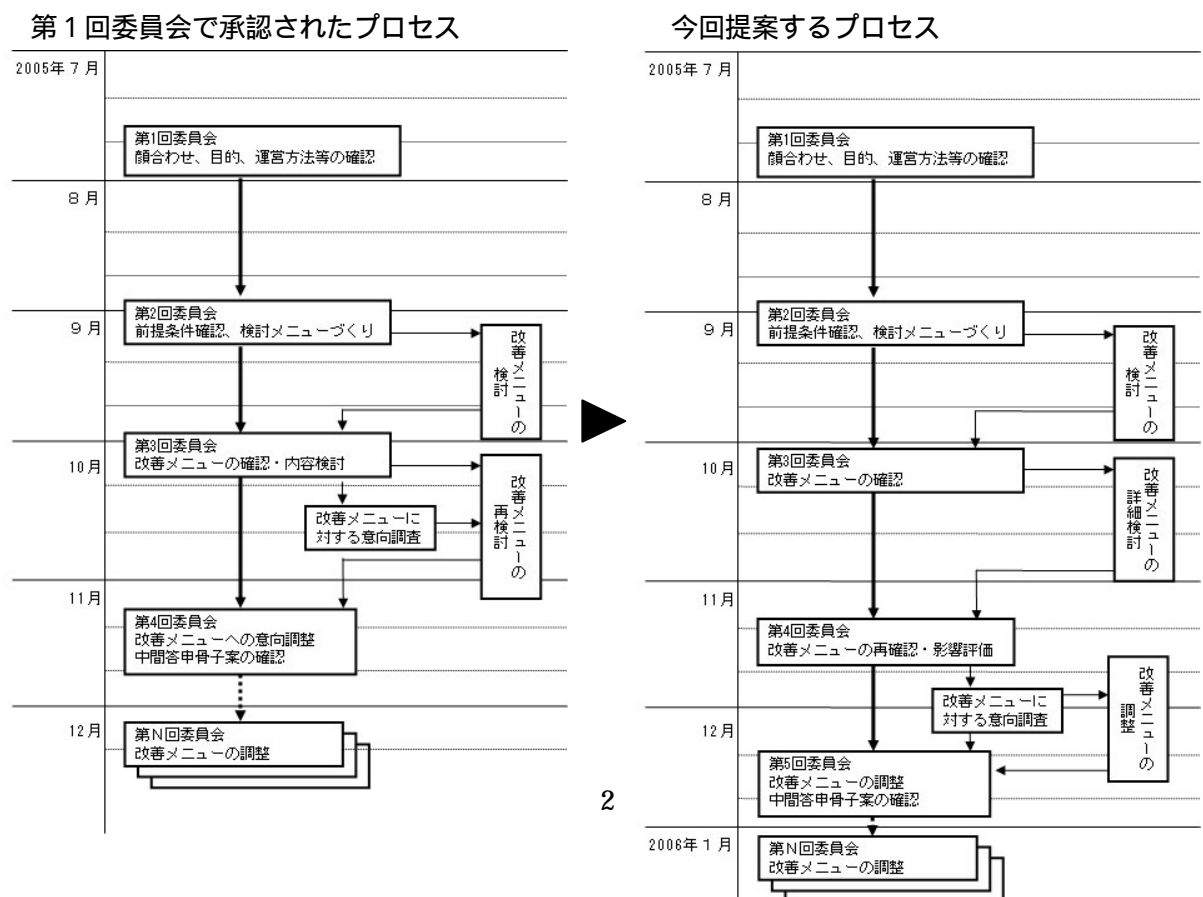 第１回委員会で承認されたプロセス
2005年７月
第1回委員会
顔合わせ、目的、運営方法等の確認
８月
９月
第2回委員会
前提条件確認、検討メニューづくり
改善メニューの
検討
10月
第3回委員会
改善メニューの確認・内容検討
改善メニューに
対する意向調査
改善メニューの
再検討
11月
第4回委員会
改善メニューへの意向調整
中間答申骨子案の確認
12月
第Ｎ回委員会
改善メニューの調整
今回提案するプロセス
2005年７月
第1回委員会
顔合わせ、目的、運営方法等の確認
８月
９月
第2回委員会
前提条件確認、検討メニューづくり
改善メニューの
検討
10月
第3回委員会
改善メニューの確認
改善メニューの
詳細検討
11月
第4回委員会
改善メニューの再確認・影響評価
改善メニューに
対する意向調査
改善メニューの
調整
12月
第5回委員会
改善メニューの調整
中間答申骨子案の確認
2006年１月
第Ｎ回委員会
改善メニューの調整
2